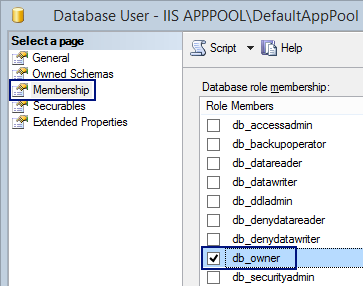 Database User - IIS APPPOOL\DefaultAppPool
Select a page
General
Owned Schemas
Membership
Securables
Extended Properties
Script
Help
Database role membership:
Role Members
db_accessadmin
db_backupoperator
db_datareader
db_datawriter
db_ddladmin
db_denydatareader
db_denydatawriter
db_owner
db_securityadmin